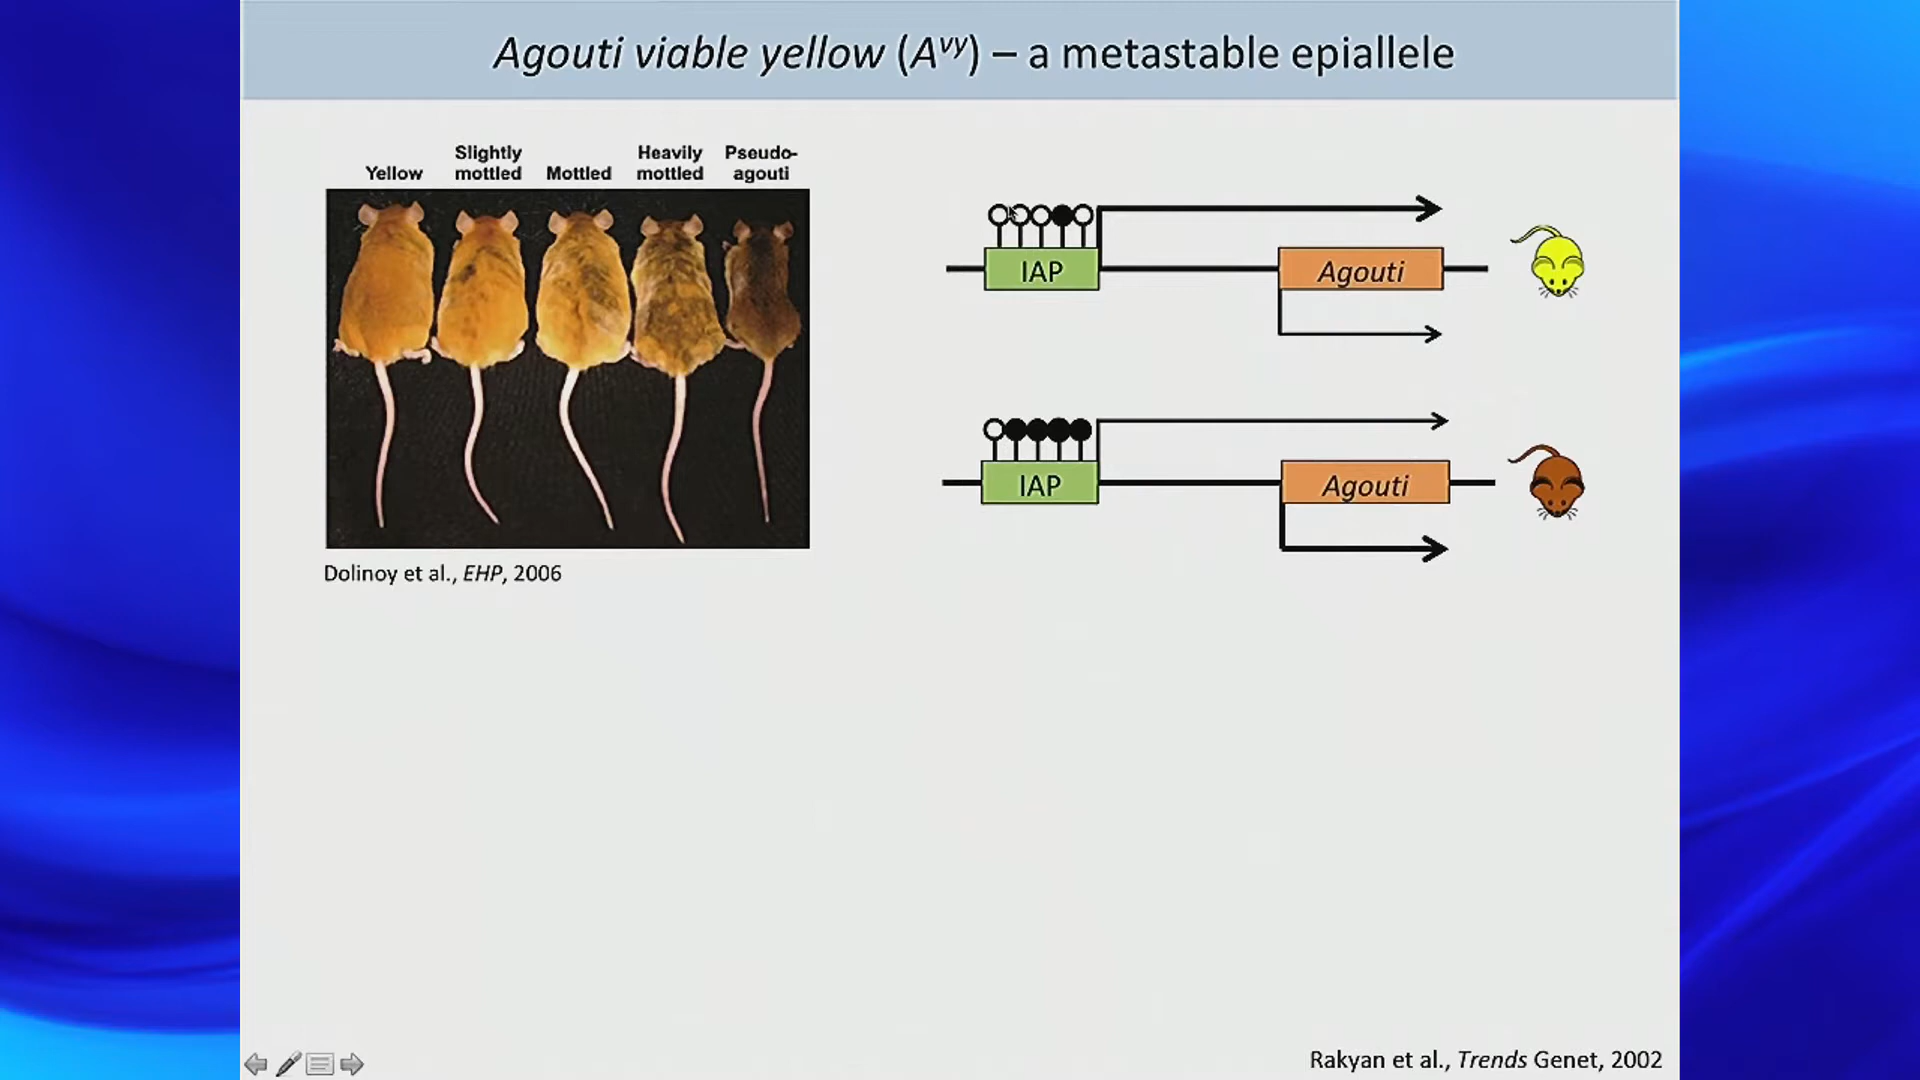 Agouti viable yellow (Aᵛʸ) – a metastable epiallele
Yellow
Slightly
mottled
Mottled
Heavily
mottled
Pseudo-
agouti
IAP
Agouti
IAP
Agouti
Dolinoy et al., EHP, 2006
Rakyan et al., Trends Genet, 2002